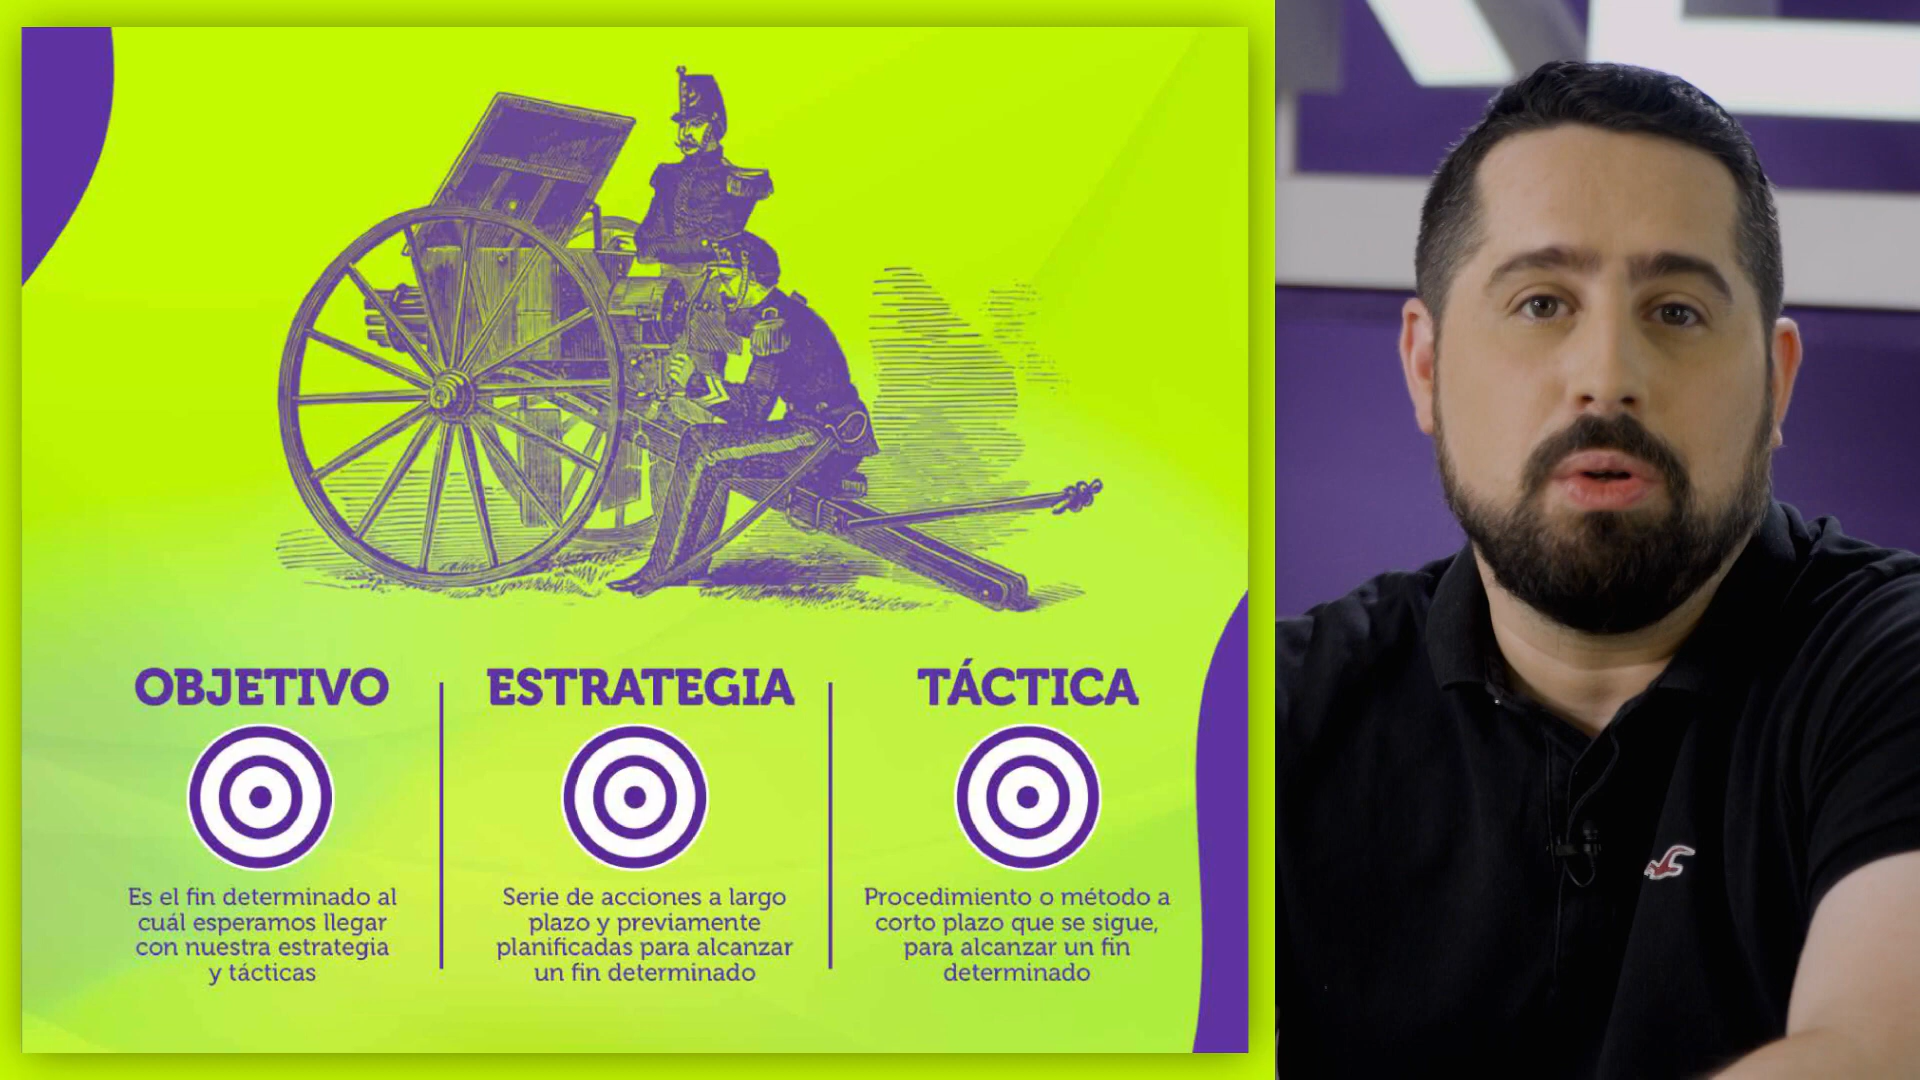 OBJETIVO
Es el fin determinado al
cuál esperamos llegar
con nuestra estrategia
y tácticas
ESTRATEGIA
Serie de acciones a largo
plazo y previamente
planificadas para alcanzar
un fin determinado
TÁCTICA
Procedimiento o método a
corto plazo que se sigue,
para alcanzar un fin
determinado